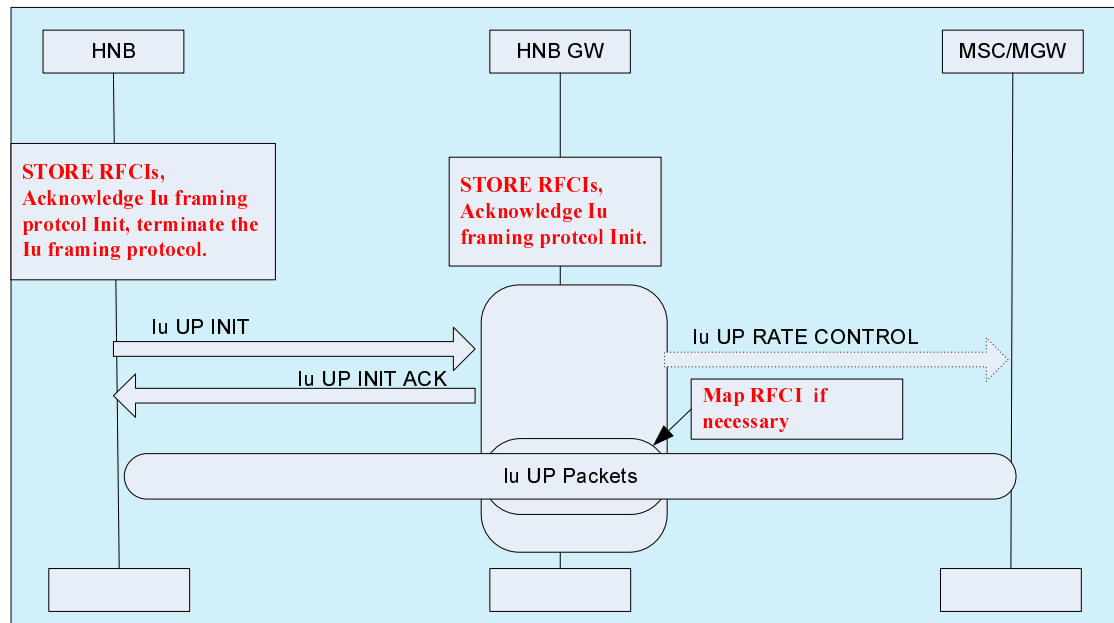 HNB
HNB GW
MSC/MGW
STORE RFCIs,
Acknowledge Iu framing
protcol Init, terminate the
Iu framing protocol.
STORE RFCIs,
Acknowledge Iu
framing protcol Init.
Iu UP INIT
Iu UP RATE CONTROL
Iu UP INIT ACK
Map RFCI if
necessary
Iu UP Packets